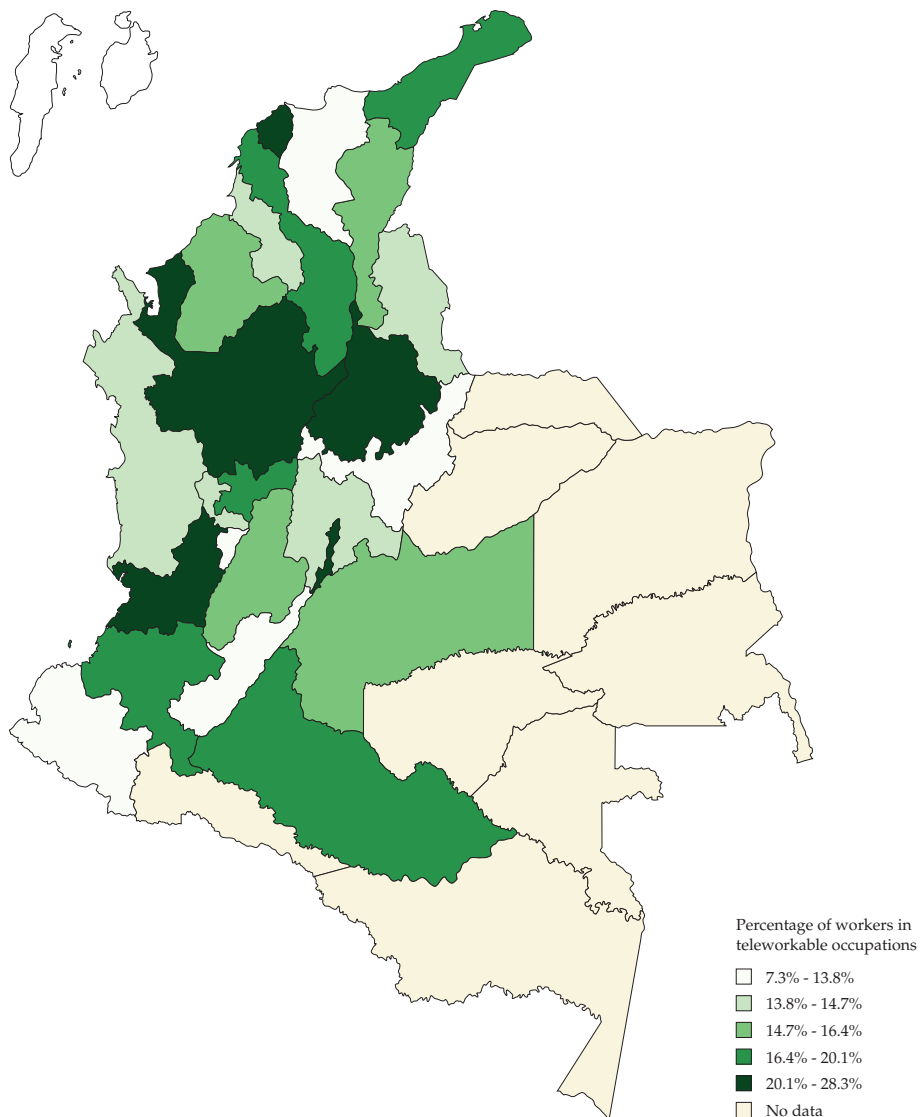 Percentage of workers in
teleworkable occupations
7.3% - 13.8%
13.8% - 14.7%
14.7% - 16.4%
16.4% - 20.1%
20.1% - 28.3%
No data